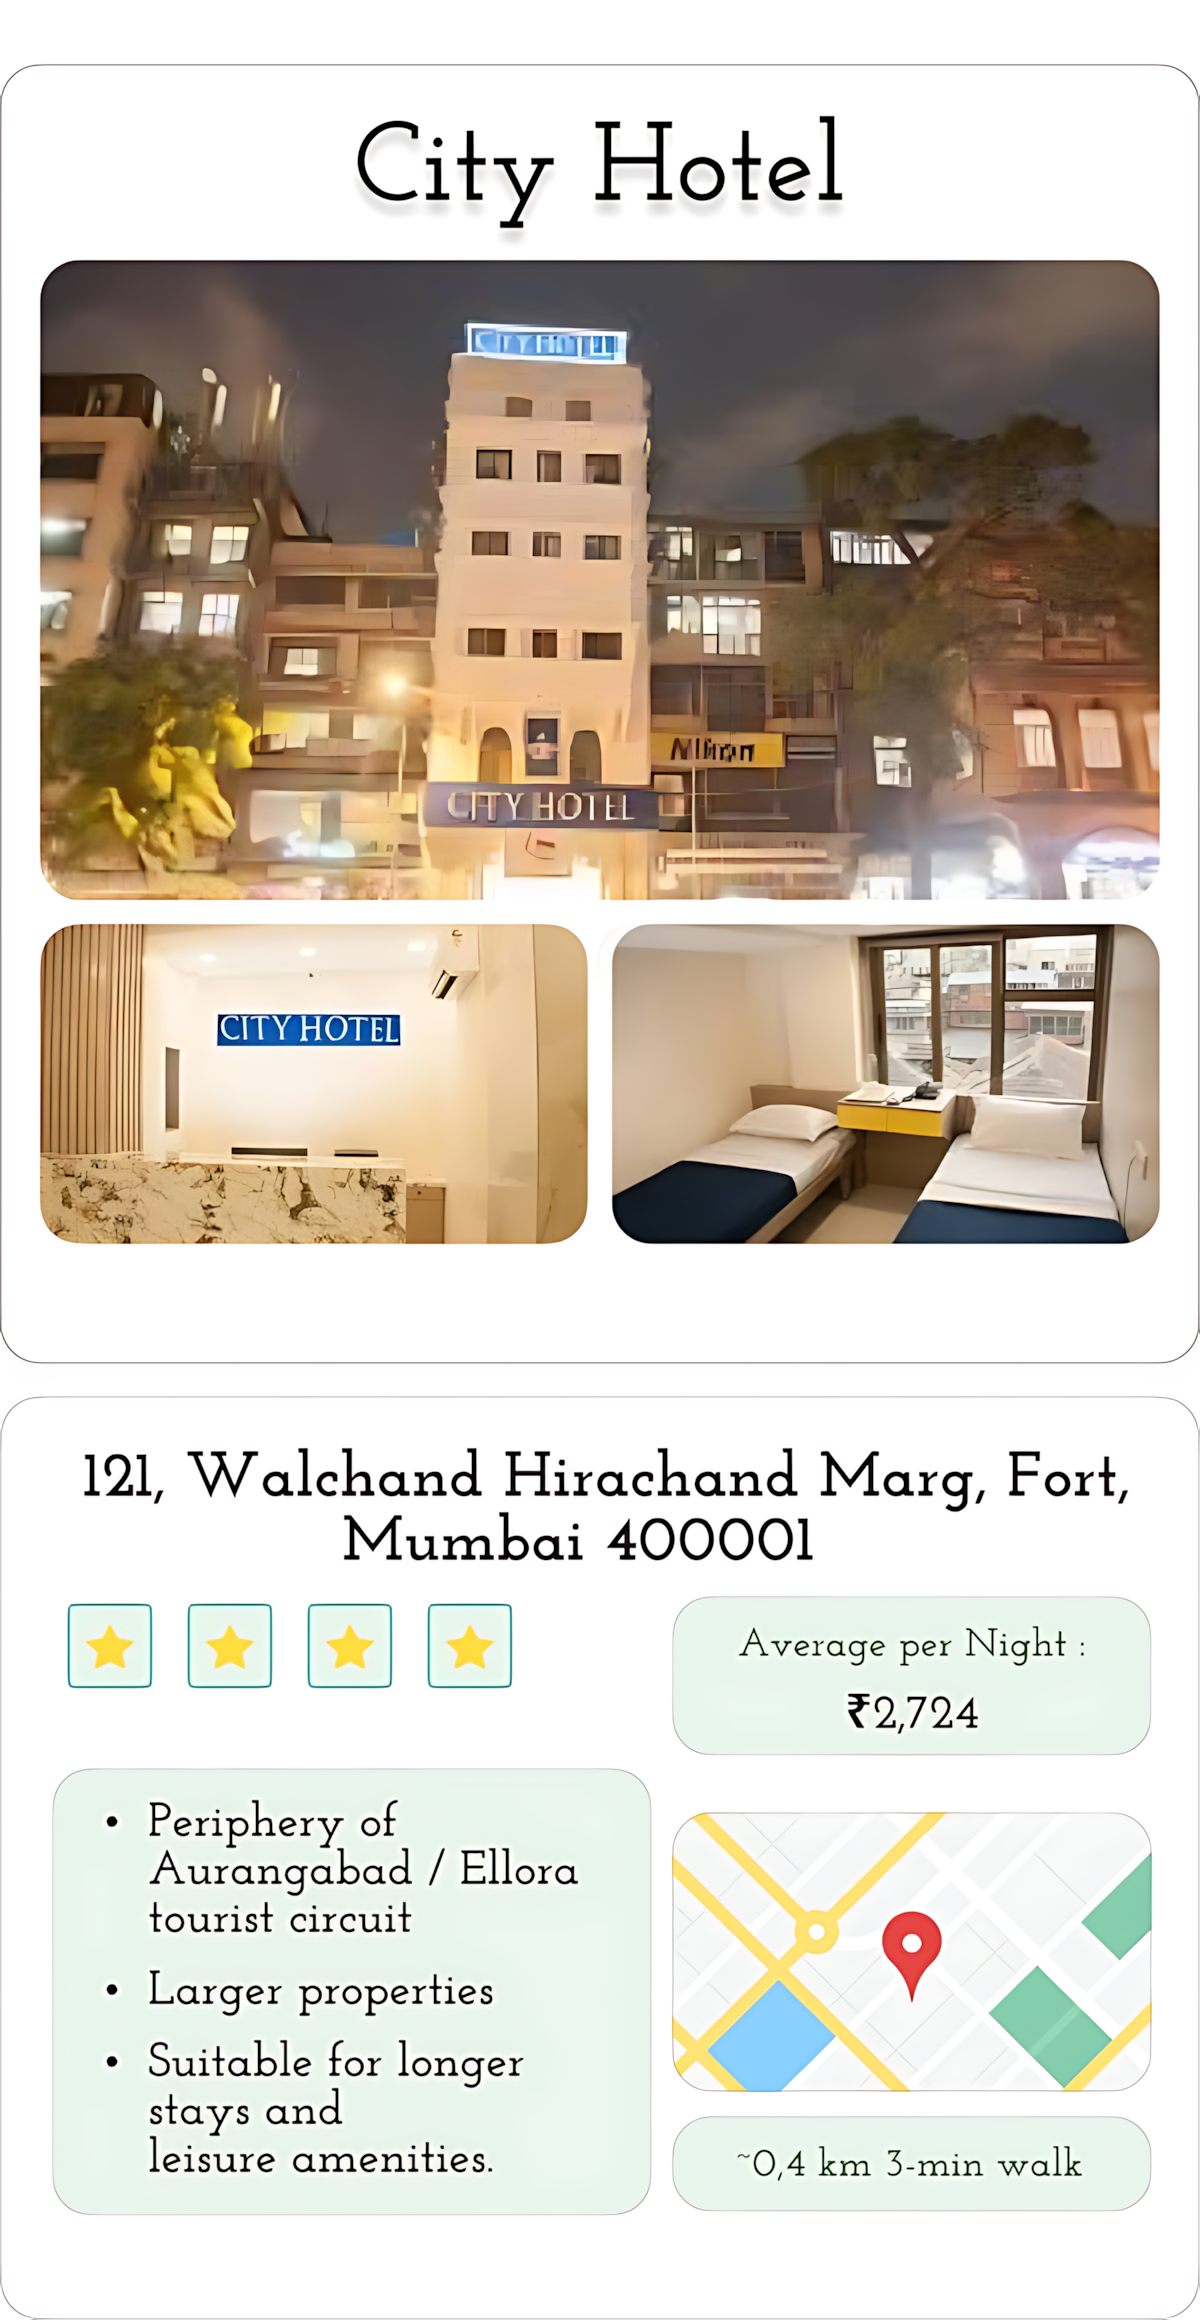 City Hotel
CITY HOTEL
CITY HOTEL
CITY HOTEL
121, Walchand Hirachand Marg, Fort,
Mumbai 400001
Average per Night :
₹2,724
• Periphery of
Aurangabad / Ellora
tourist circuit
• Larger properties
• Suitable for longer
stays and
leisure amenities.
~0,4 km 3-min walk